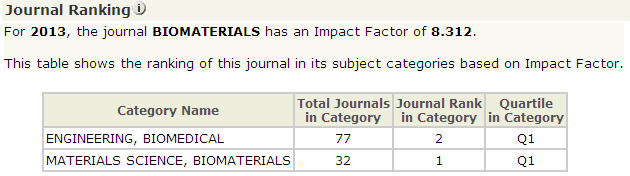 Journal Ranking
For 2013, the journal BIOMATERIALS has an Impact Factor of 8.312.
This table shows the ranking of this journal in its subject categories based on Impact Factor.
Category Name Total Journals in Category Journal Rank in Category Quartile in Category
ENGINEERING, BIOMEDICAL 77 2 Q1
MATERIALS SCIENCE, BIOMATERIALS 32 1 Q1